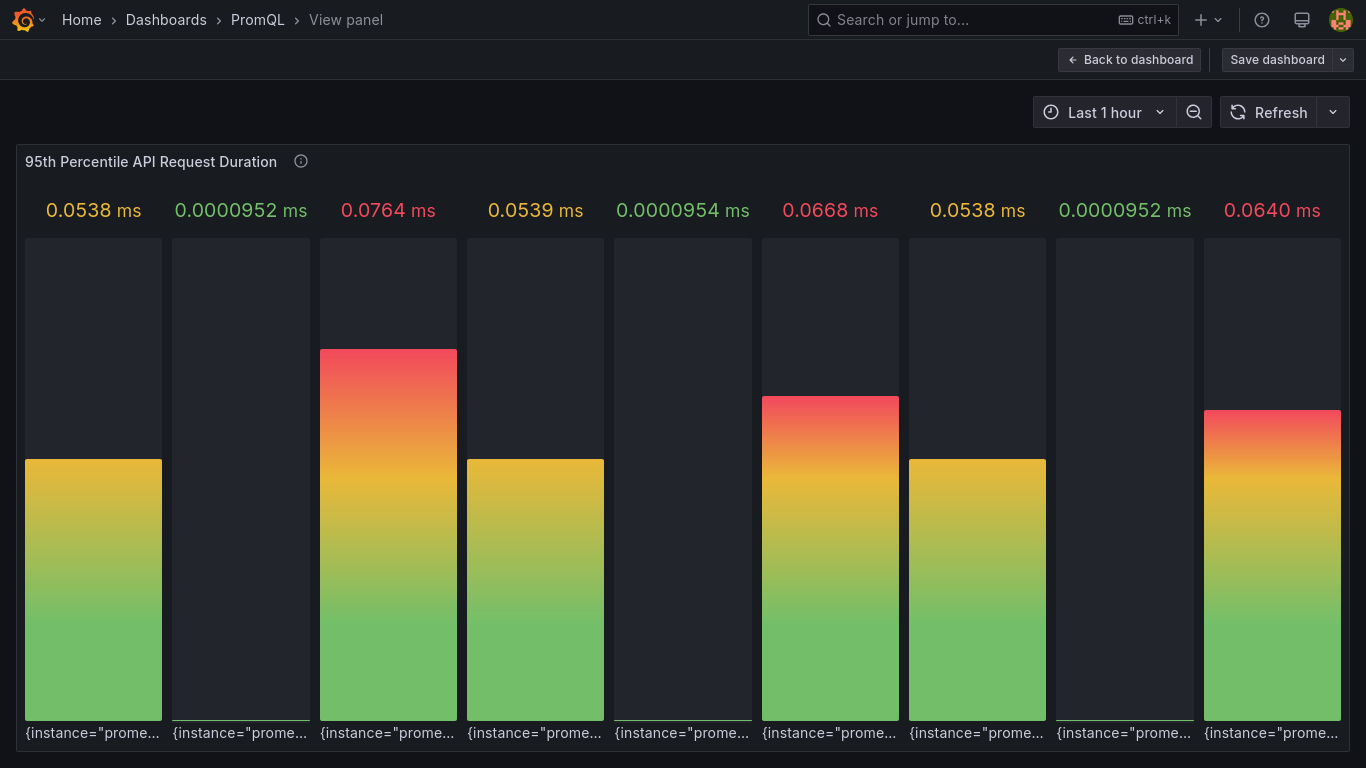 Home > Dashboards > PromQL > View panel
Search or jump to...
ctrl+k
Back to dashboard
Save dashboard
Last 1 hour
Refresh
95th Percentile API Request Duration
0.0538 ms
0.0000952 ms
0.0764 ms
0.0539 ms
0.0000954 ms
0.0668 ms
0.0538 ms
0.0000952 ms
0.0640 ms
{instance="prome...
{instance="prome...
{instance="prome...
{instance="prome...
{instance="prome...
{instance="prome...
{instance="prome...
{instance="prome...
{instance="prome...